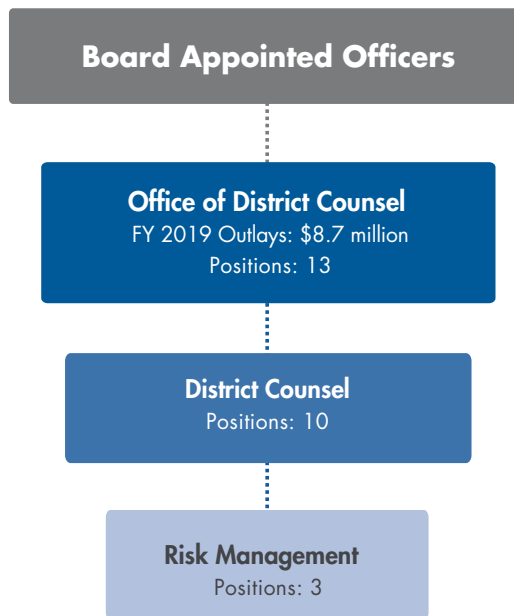 Board Appointed Officers
Office of District Counsel
FY 2019 Outlays: $8.7 million
Positions: 13
District Counsel
Positions: 10
Risk Management
Positions: 3